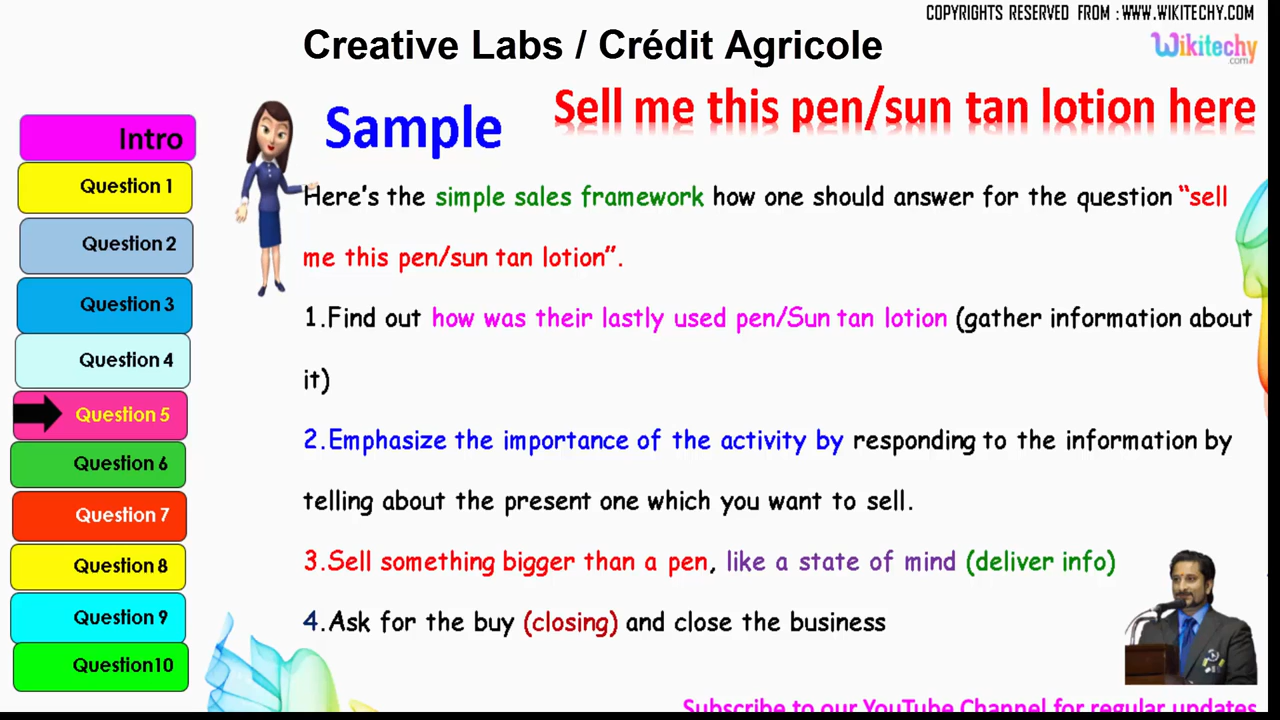 COPYRIGHTS RESERVED FROM : WWW.WIKITECHY.COM
Creative Labs / Crédit Agricole
Wikitechy
.com
Sample
Sell me this pen/sun tan lotion here
Intro
Question 1
Question 2
Question 3
Question 4
Question 5
Question 6
Question 7
Question 8
Question 9
Question10
Here's the simple sales framework how one should answer for the question "sell
me this pen/sun tan lotion".
1.Find out how was their lastly used pen/Sun tan lotion (gather information about
it)
2.Emphasize the importance of the activity by responding to the information by
telling about the present one which you want to sell.
3.Sell something bigger than a pen, like a state of mind (deliver info)
4.Ask for the buy (closing) and close the business
Subscribe to our YouTube Channel for regular updates